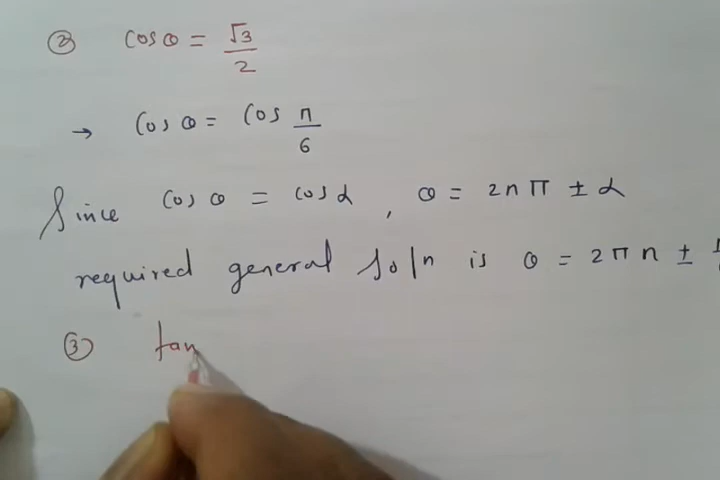 ② cos θ = √3/2
→ cos θ = cos π/6
Since cos θ = cos α, θ = 2nπ ± α
required general soln is θ = 2πn ±
③ tan